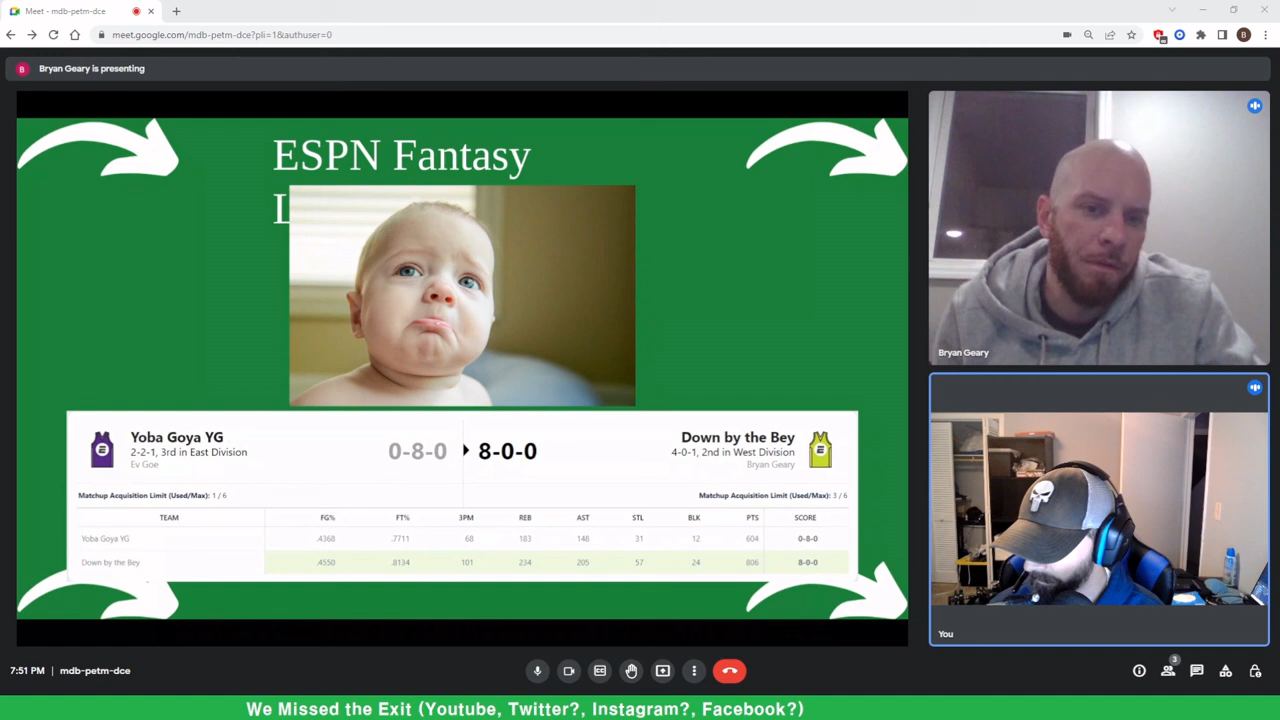 Meet - mdb-petm-dce
meet.google.com/mdb-petm-dce?pli=1&authuser=0
B
B Bryan Geary is presenting
ESPN Fantasy
L
Yoba Goya YG
2-2-1, 3rd in East Division
Ev Goe
0-8-0 8-0-0
Down by the Bey
4-0-1, 2nd in West Division
Bryan Geary
Matchup Acquisition Limit (Used/Max): 1 / 6
Matchup Acquisition Limit (Used/Max): 3 / 6
TEAM FG% FT% 3PM REB AST STL BLK PTS SCORE
Yoba Goya YG .4368 .7711 68 183 148 31 12 604 0-8-0
Down by the Bey .4550 .8134 101 234 205 57 24 806 8-0-0
Bryan Geary
You
7:51 PM | mdb-petm-dce
3
We Missed the Exit (Youtube, Twitter?, Instagram?, Facebook?)